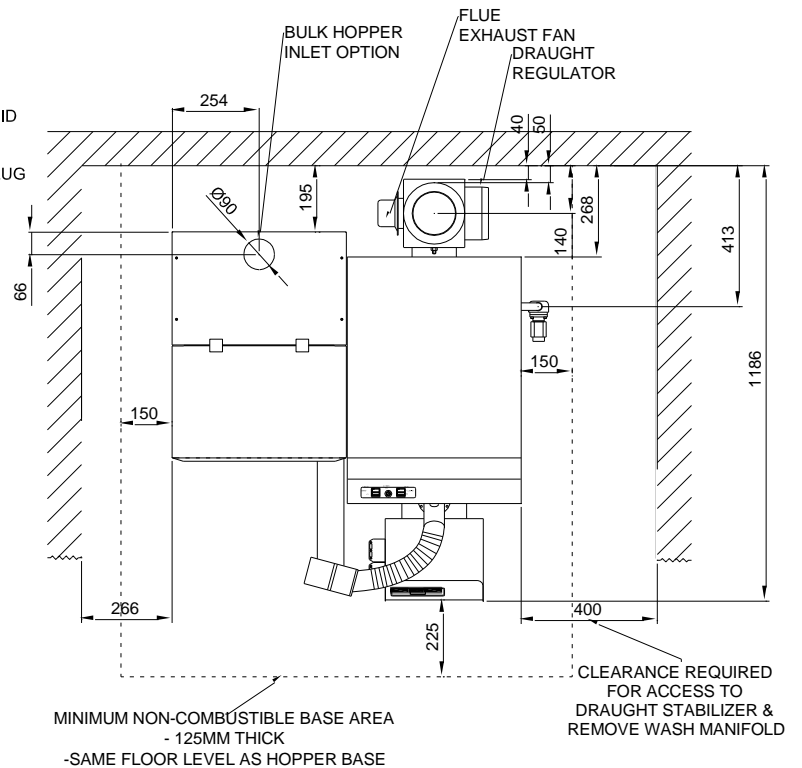 BULK HOPPER
INLET OPTION
FLUE
EXHAUST FAN
DRAUGHT
REGULATOR
254
40
50
195
Ø90
268
140
413
66
1186
150
150
266
400
225
CLEARANCE REQUIRED
FOR ACCESS TO
DRAUGHT STABILIZER &
REMOVE WASH MANIFOLD
MINIMUM NON-COMBUSTIBLE BASE AREA
- 125MM THICK
-SAME FLOOR LEVEL AS HOPPER BASE